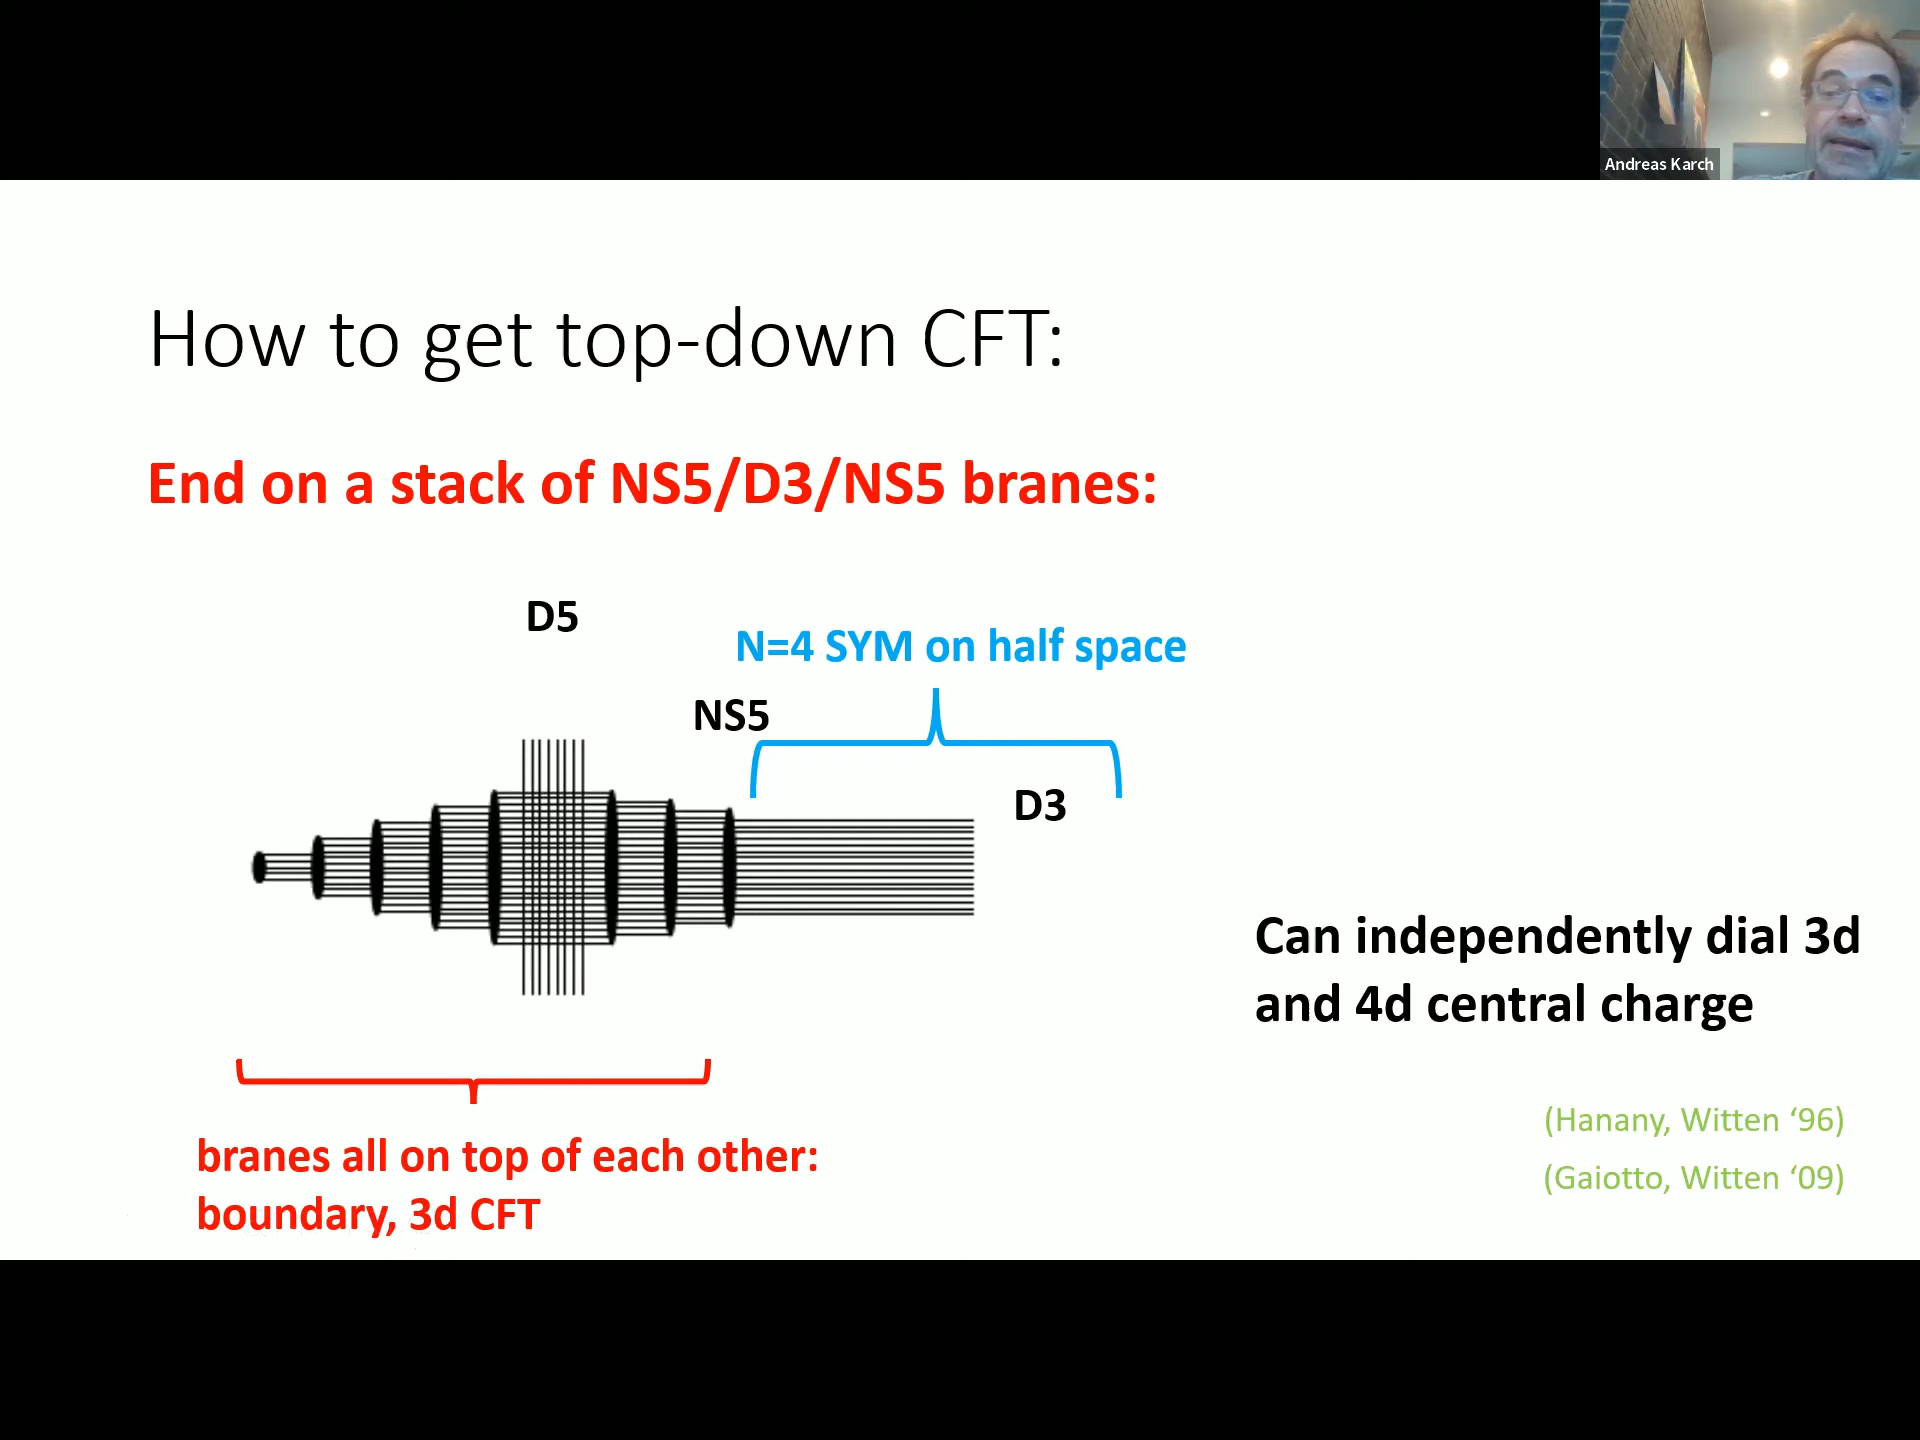 Andreas Karch
How to get top-down CFT:
End on a stack of NS5/D3/NS5 branes:
D5
N=4 SYM on half space
NS5
D3
Can independently dial 3d
and 4d central charge
(Hanany, Witten ‘96)
(Gaiotto, Witten ‘09)
branes all on top of each other:
boundary, 3d CFT